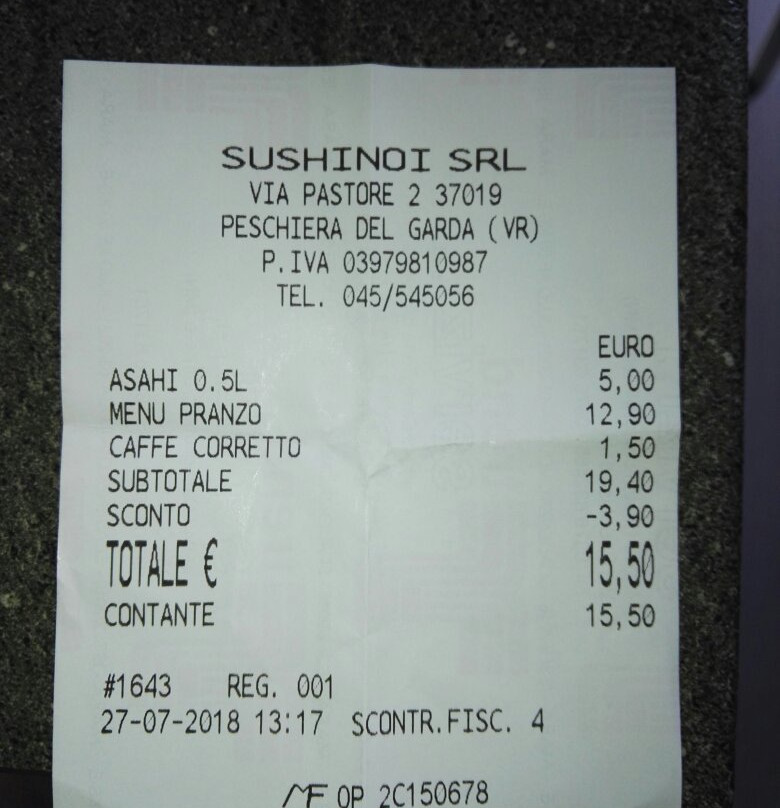 SUSHINOI SRL
VIA PASTORE 2 37019
PESCHIERA DEL GARDA (VR)
P.IVA 03979810987
TEL. 045/545056
EURO
ASAHI 0.5L 5,00
MENU PRANZO 12,90
CAFFE CORRETTO 1,50
SUBTOTALE 19,40
SCONTO -3,90
TOTALE € 15,50
CONTANTE 15,50
#1643 REG. 001
27-07-2018 13:17 SCONTR.FISC. 4
MF OP 2C150678